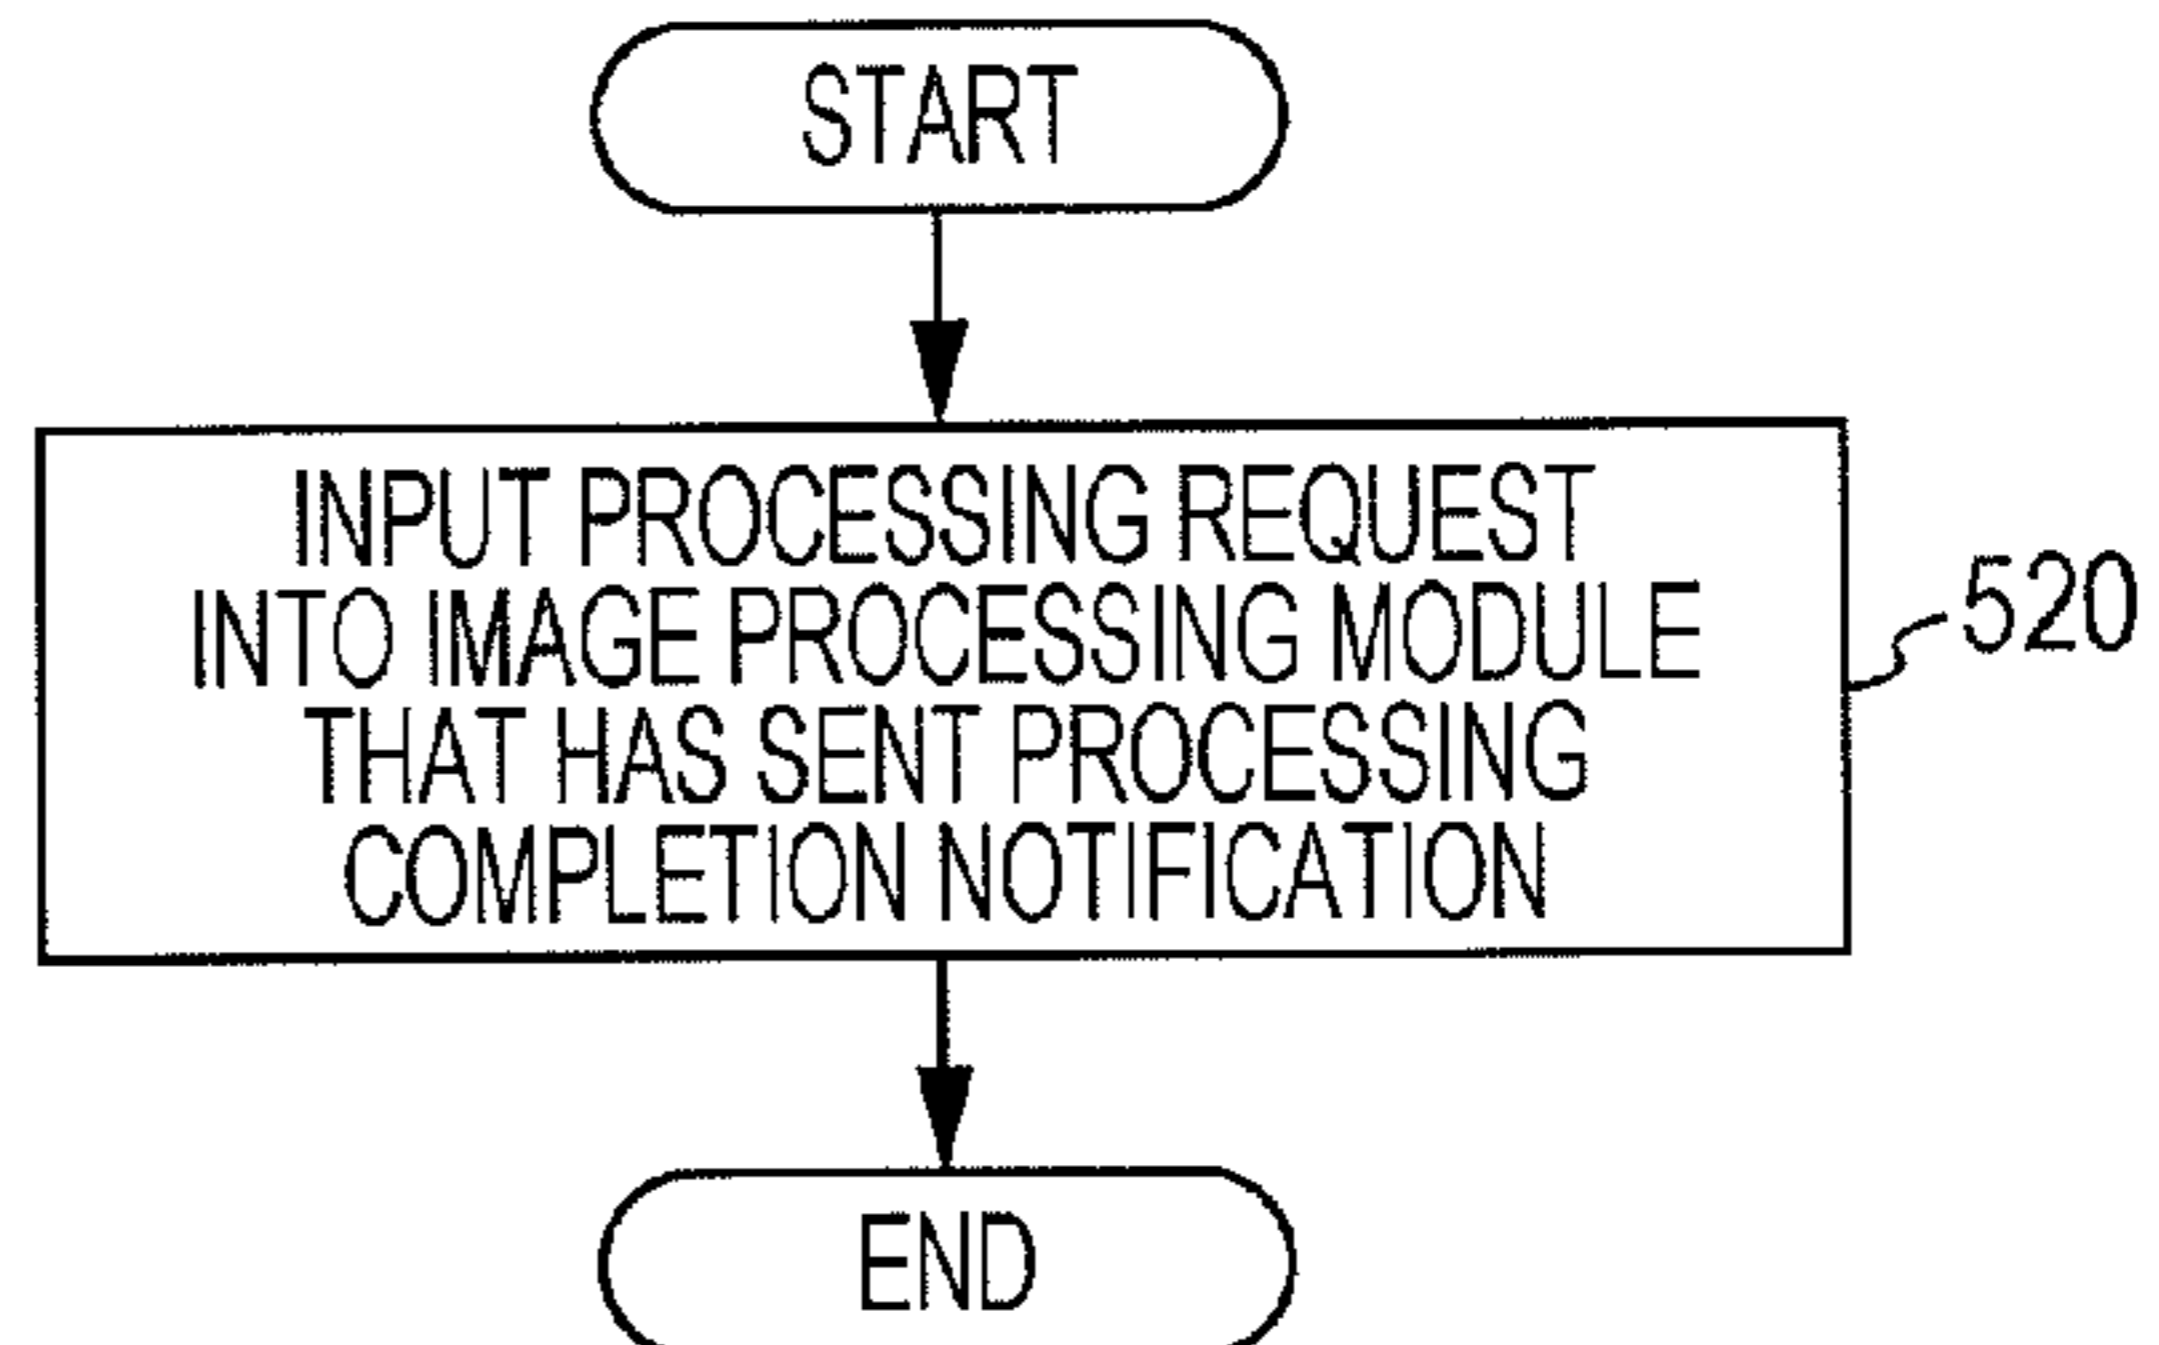 START
INPUT PROCESSING REQUEST
INTO IMAGE PROCESSING MODULE
THAT HAS SENT PROCESSING
COMPLETION NOTIFICATION
520
END